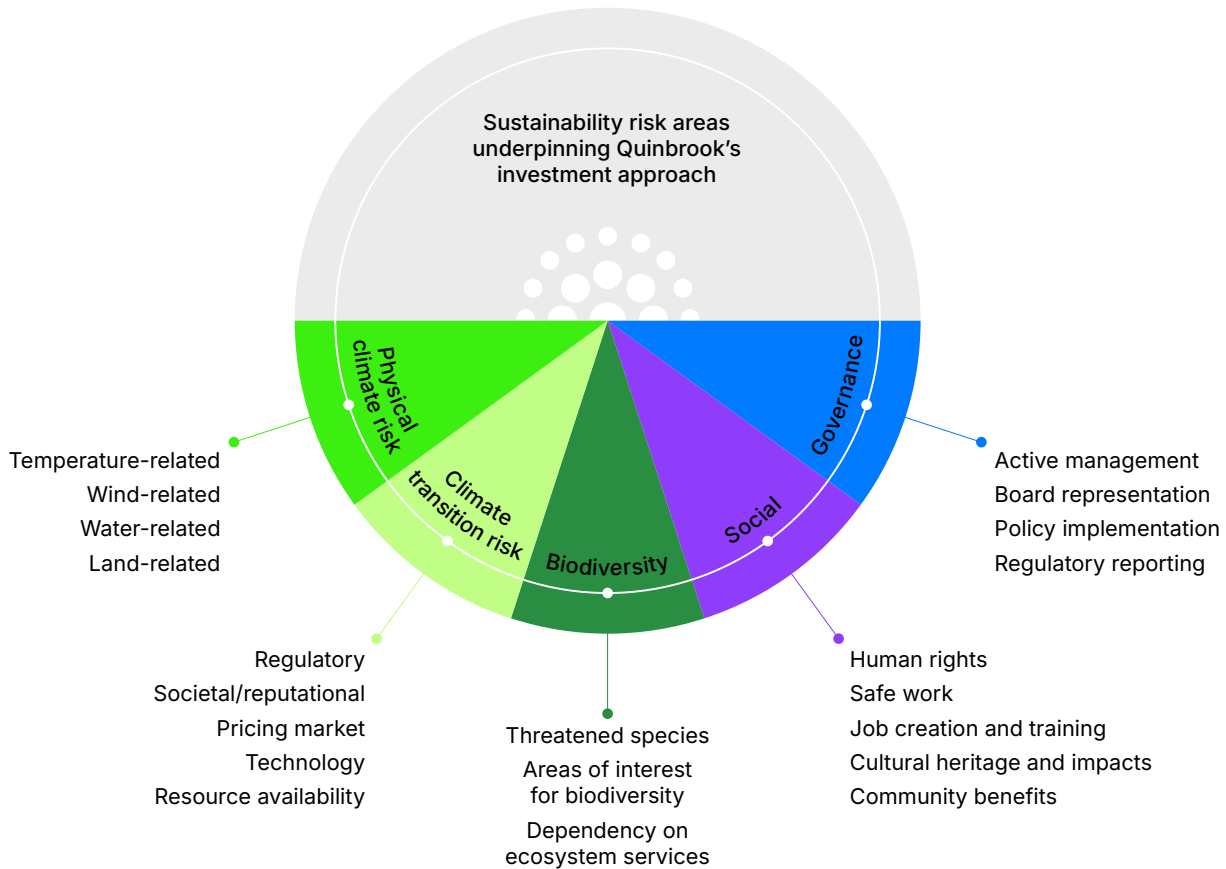 Sustainability risk areas
underpinning Quinbrook’s
investment approach
Physical
climate risk
Temperature-related
Wind-related
Water-related
Land-related
Climate
transition risk
Regulatory
Societal/reputational
Pricing market
Technology
Resource availability
Biodiversity
Threatened species
Areas of interest
for biodiversity
Dependency on
ecosystem services
Social
Human rights
Safe work
Job creation and training
Cultural heritage and impacts
Community benefits
Governance
Active management
Board representation
Policy implementation
Regulatory reporting